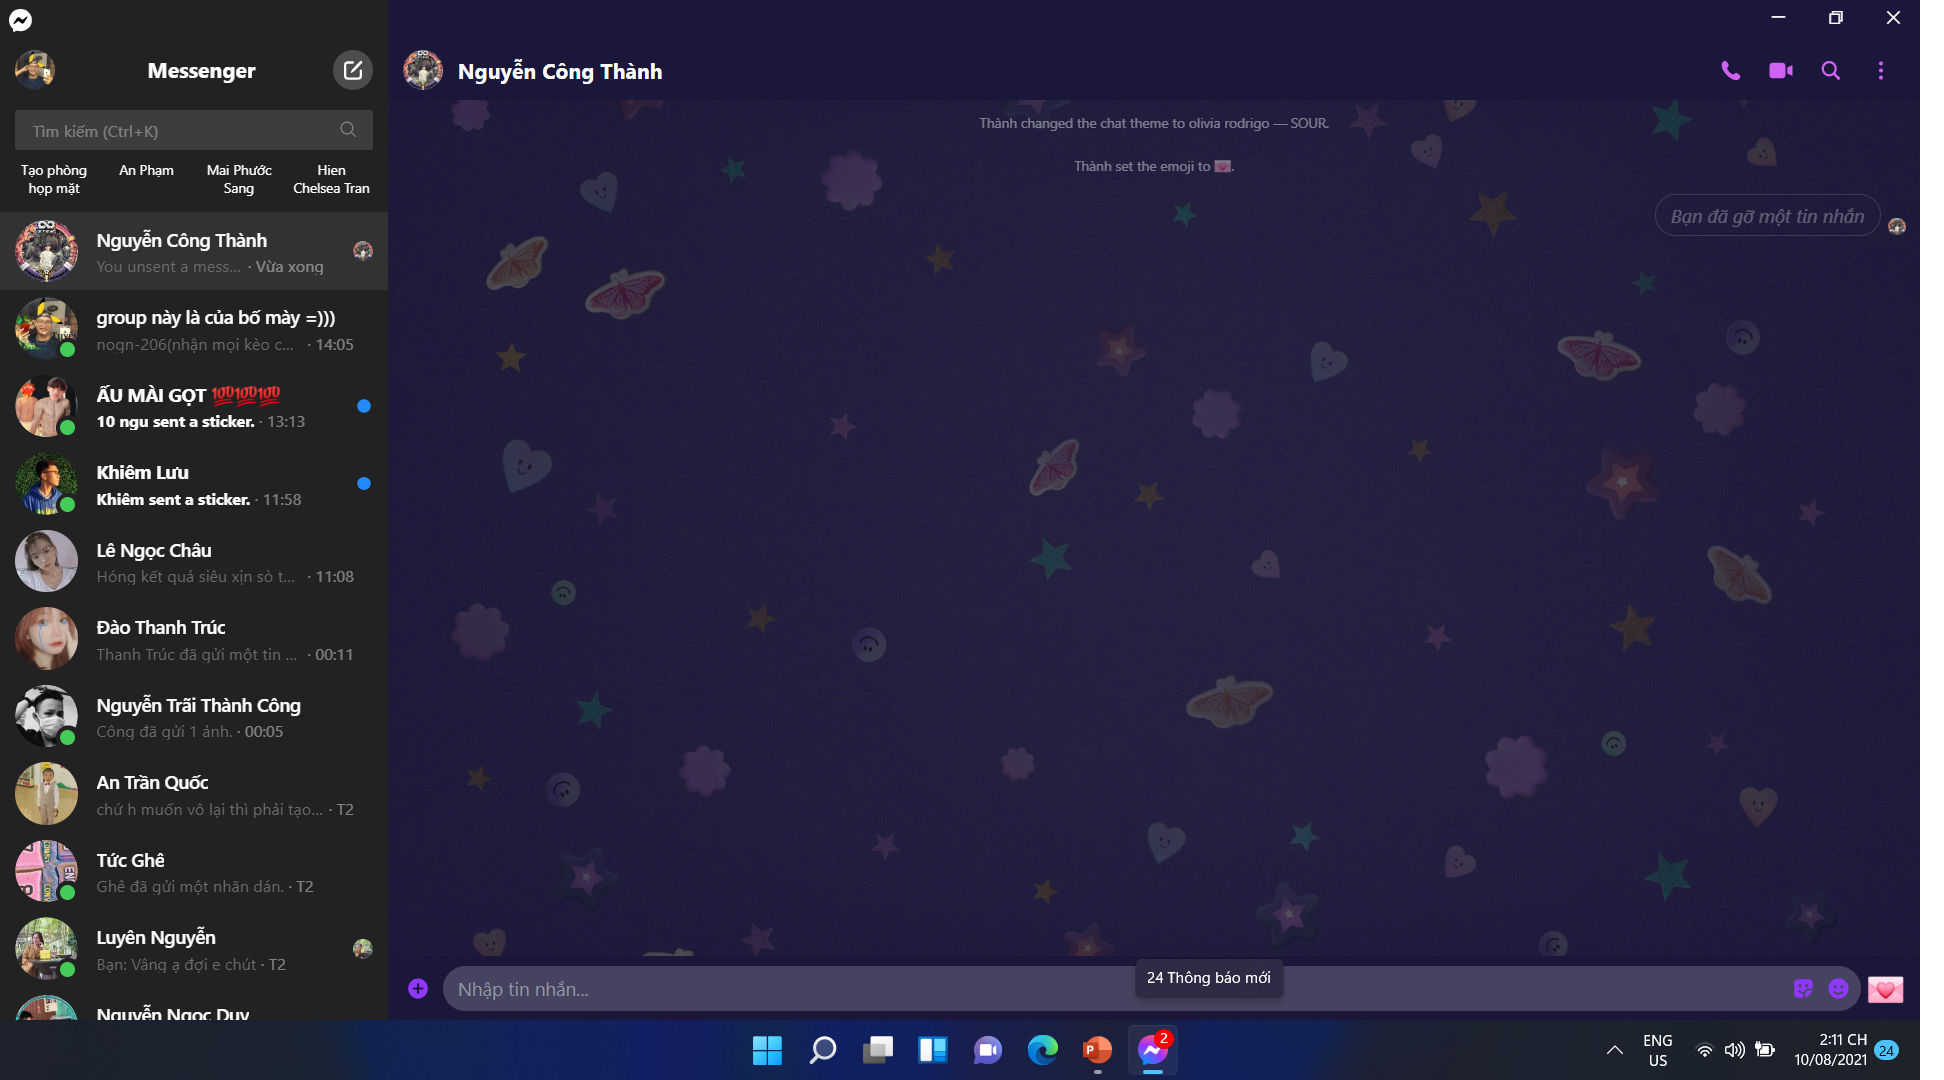 Messenger
Tìm kiếm (Ctrl+K)
Tạo phòng
họp mặt
An Phạm
Mai Phước
Sang
Hien
Chelsea Tran
Nguyễn Công Thành
You unsent a mess... · Vừa xong
group này là của bố mày =)))
nogn-206(nhận mọi kèo c... · 14:05
ẤU MÀI GỌT 💯💯💯
10 ngu sent a sticker. · 13:13
Khiêm Lưu
Khiêm sent a sticker. · 11:58
Lê Ngọc Châu
Hóng kết quả siêu xịn sò t... · 11:08
Đào Thanh Trúc
Thanh Trúc đã gửi một tin ... · 00:11
Nguyễn Trãi Thành Công
Công đã gửi 1 ảnh. · 00:05
An Trần Quốc
chứ h muốn vô lại thì phải tạo... · T2
Tức Ghê
Ghê đã gửi một nhãn dán. · T2
Luyên Nguyễn
Bạn: Vâng ạ đợi e chút · T2
Nguyễn Ngọc Duy
Nguyễn Công Thành
Thành changed the chat theme to olivia rodrigo — SOUR.
Thành set the emoji to 💌.
Bạn đã gỡ một tin nhắn
Nhập tin nhắn...
24 Thông báo mới
2
ENG
US
2:11 CH
10/08/2021
24